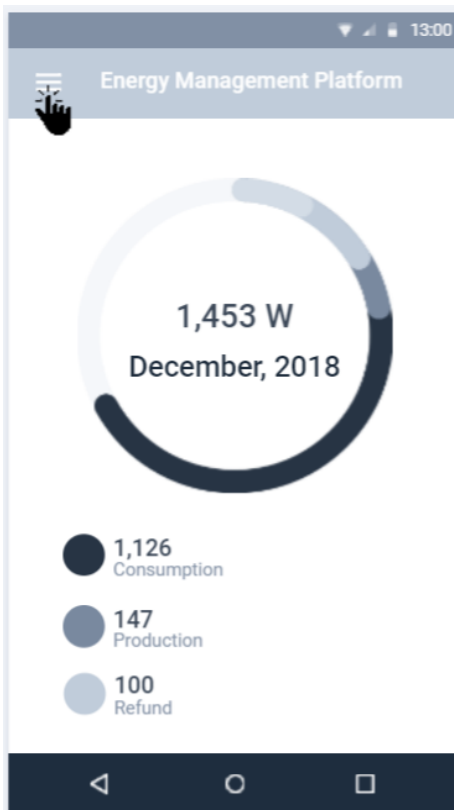 13:00
Energy Management Platform
1,453 W
December, 2018
1,126
Consumption
147
Production
100
Refund